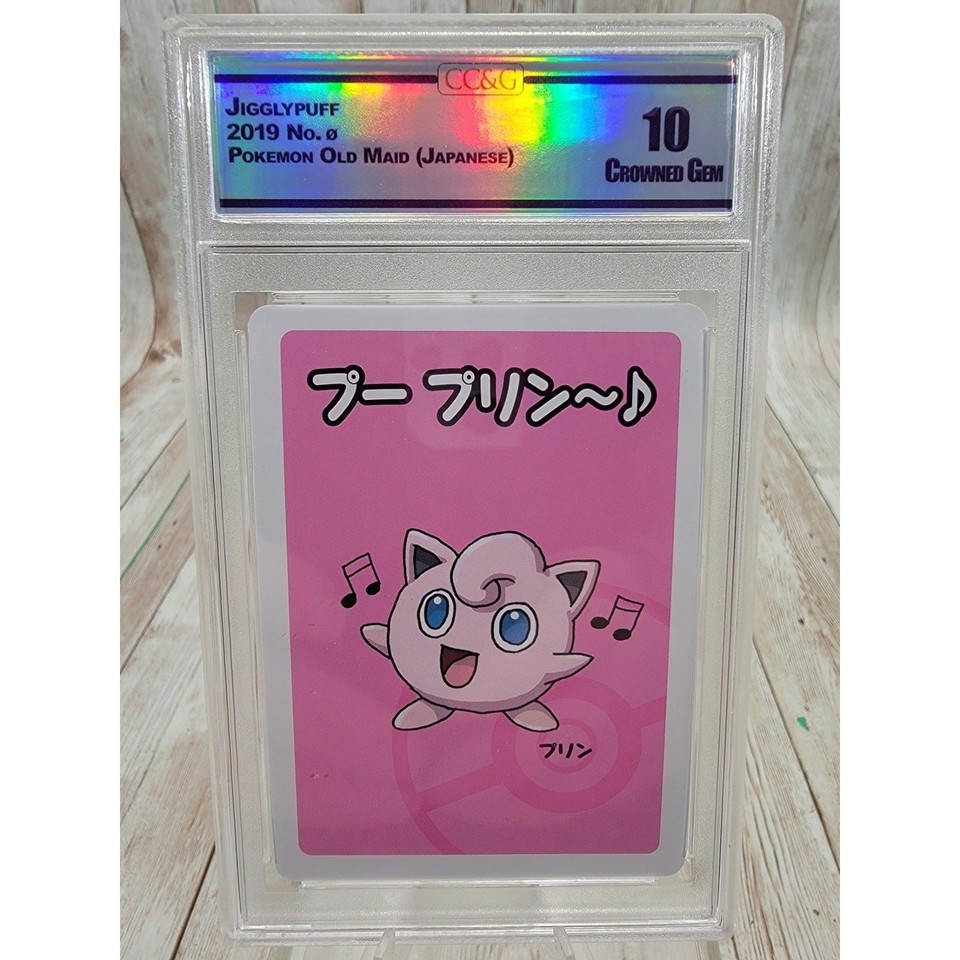 CC&G
JIGGLYPUFF
2019 NO. ø
POKEMON OLD MAID (JAPANESE)
10
CROWNED GEM
プー プリン〜♪
プリン